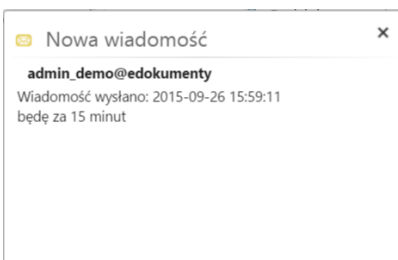 Nowa wiadomość
admin_demo@edokumenty
Wiadomość wysłano: 2015-09-26 15:59:11
będę za 15 minut